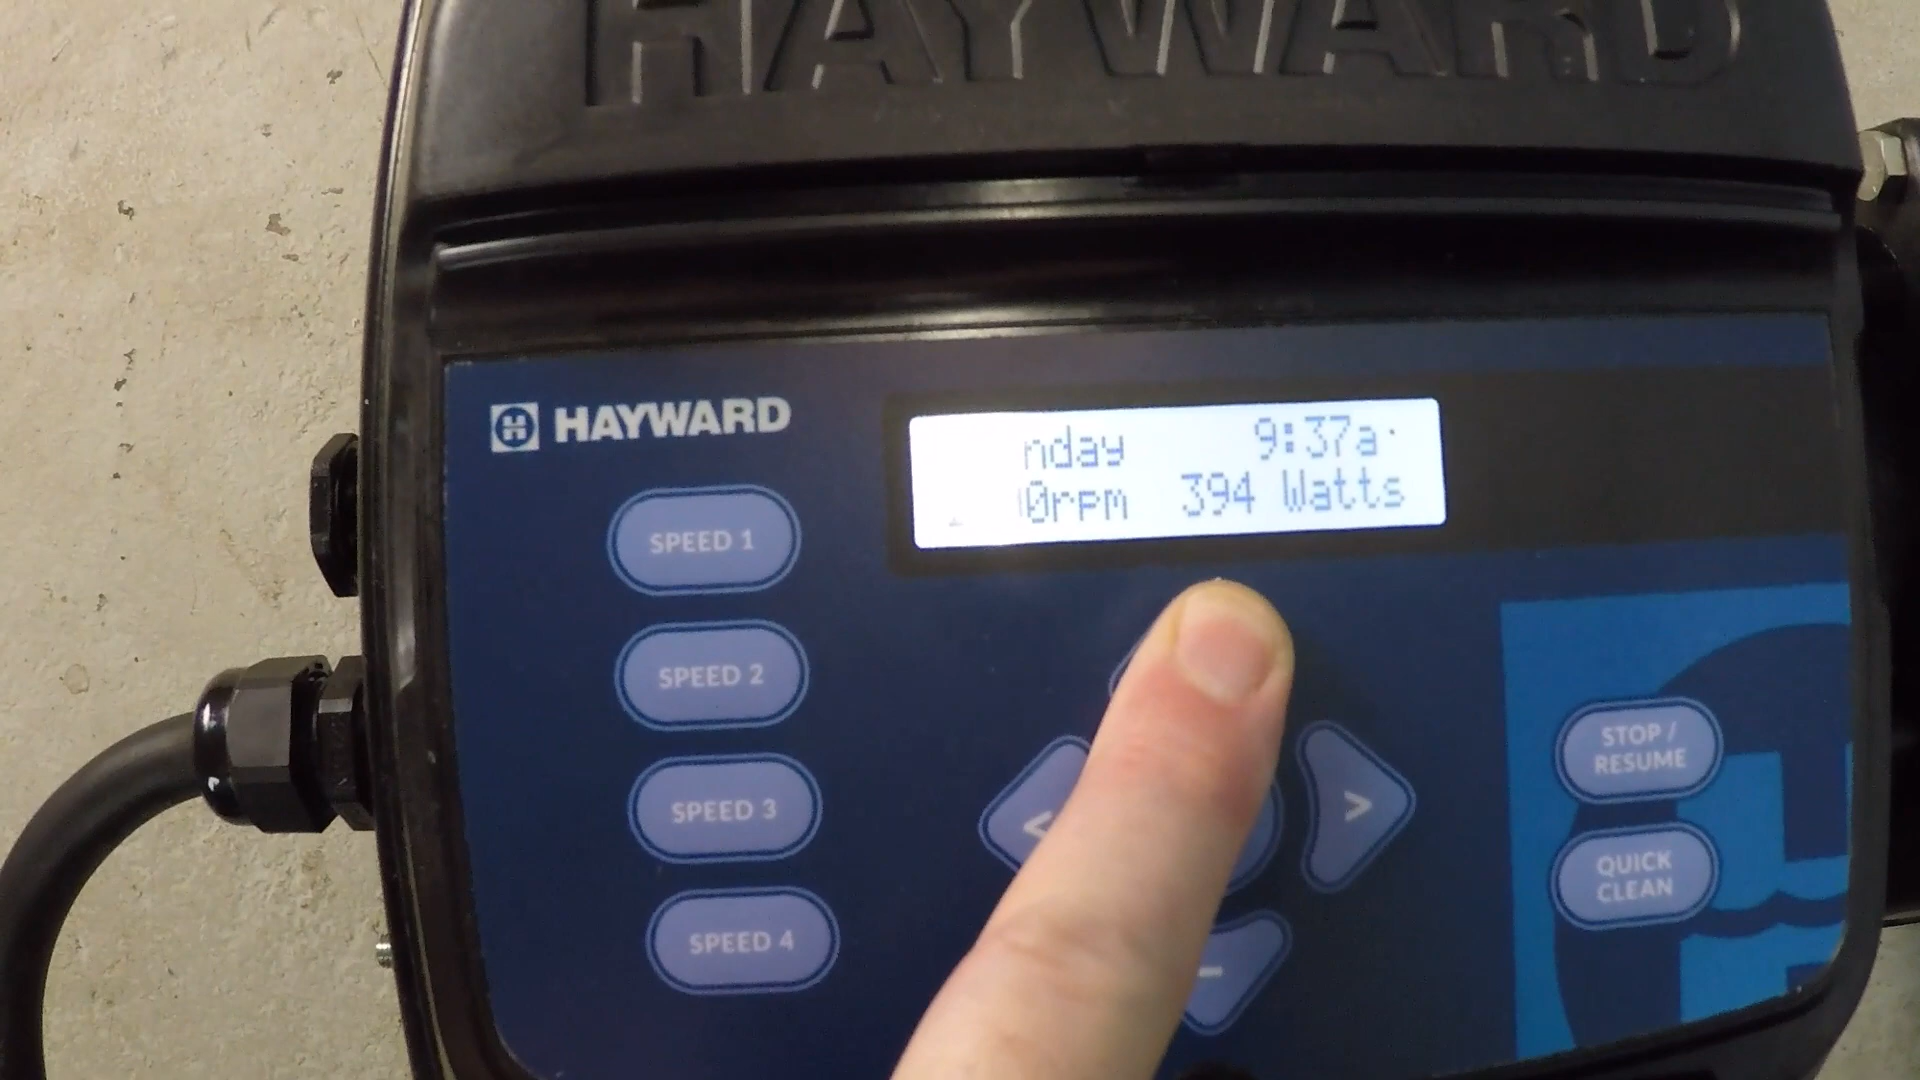 HAYWARD
HAYWARD
nday 9:37a
0rpm 394 Watts
SPEED 1
SPEED 2
SPEED 3
SPEED 4
<
>
−
STOP /
RESUME
QUICK
CLEAN